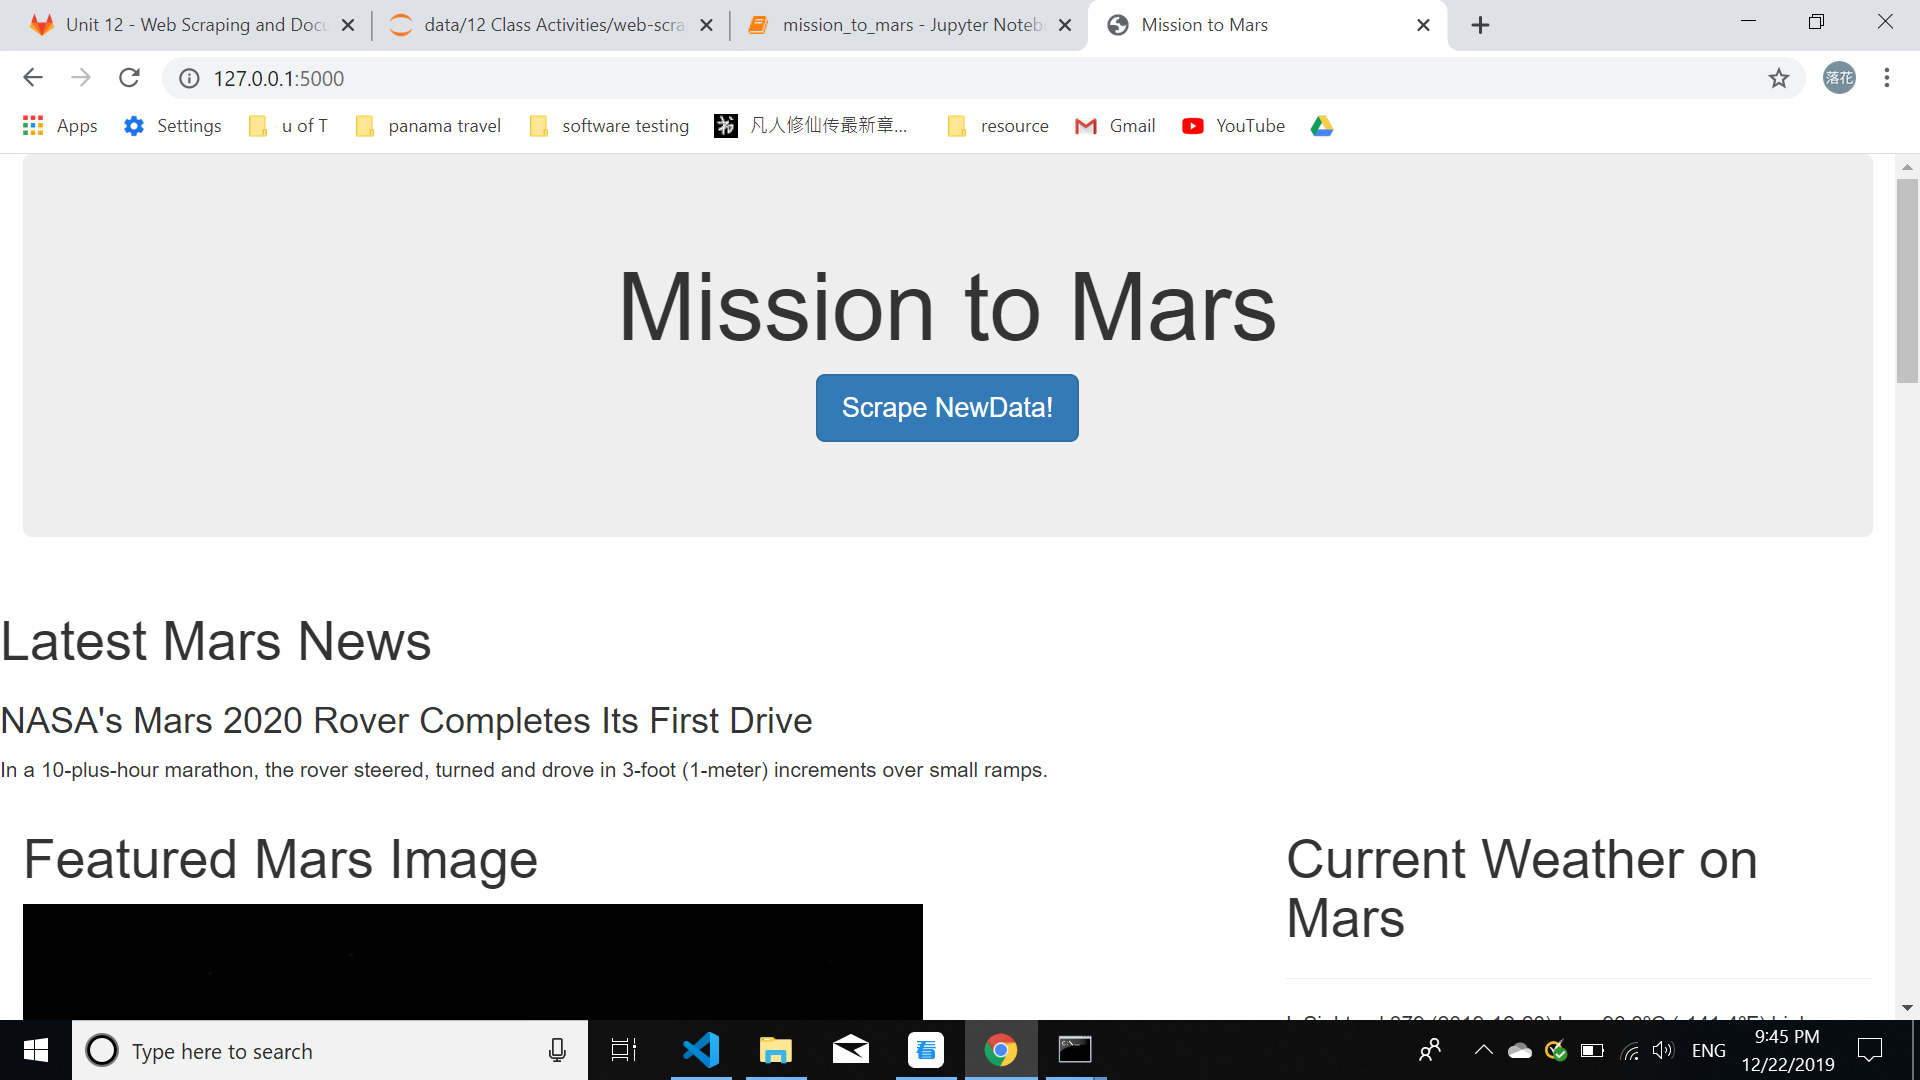 Unit 12 - Web Scraping and Docu
data/12 Class Activities/web-scra
mission_to_mars - Jupyter Noteb
Mission to Mars
127.0.0.1:5000
落花
Apps
Settings
u of T
panama travel
software testing
凡人修仙传最新章...
resource
Gmail
YouTube
Mission to Mars
Scrape NewData!
Latest Mars News
NASA's Mars 2020 Rover Completes Its First Drive
In a 10-plus-hour marathon, the rover steered, turned and drove in 3-foot (1-meter) increments over small ramps.
Featured Mars Image
Current Weather on
Mars
Type here to search
ENG
9:45 PM
12/22/2019